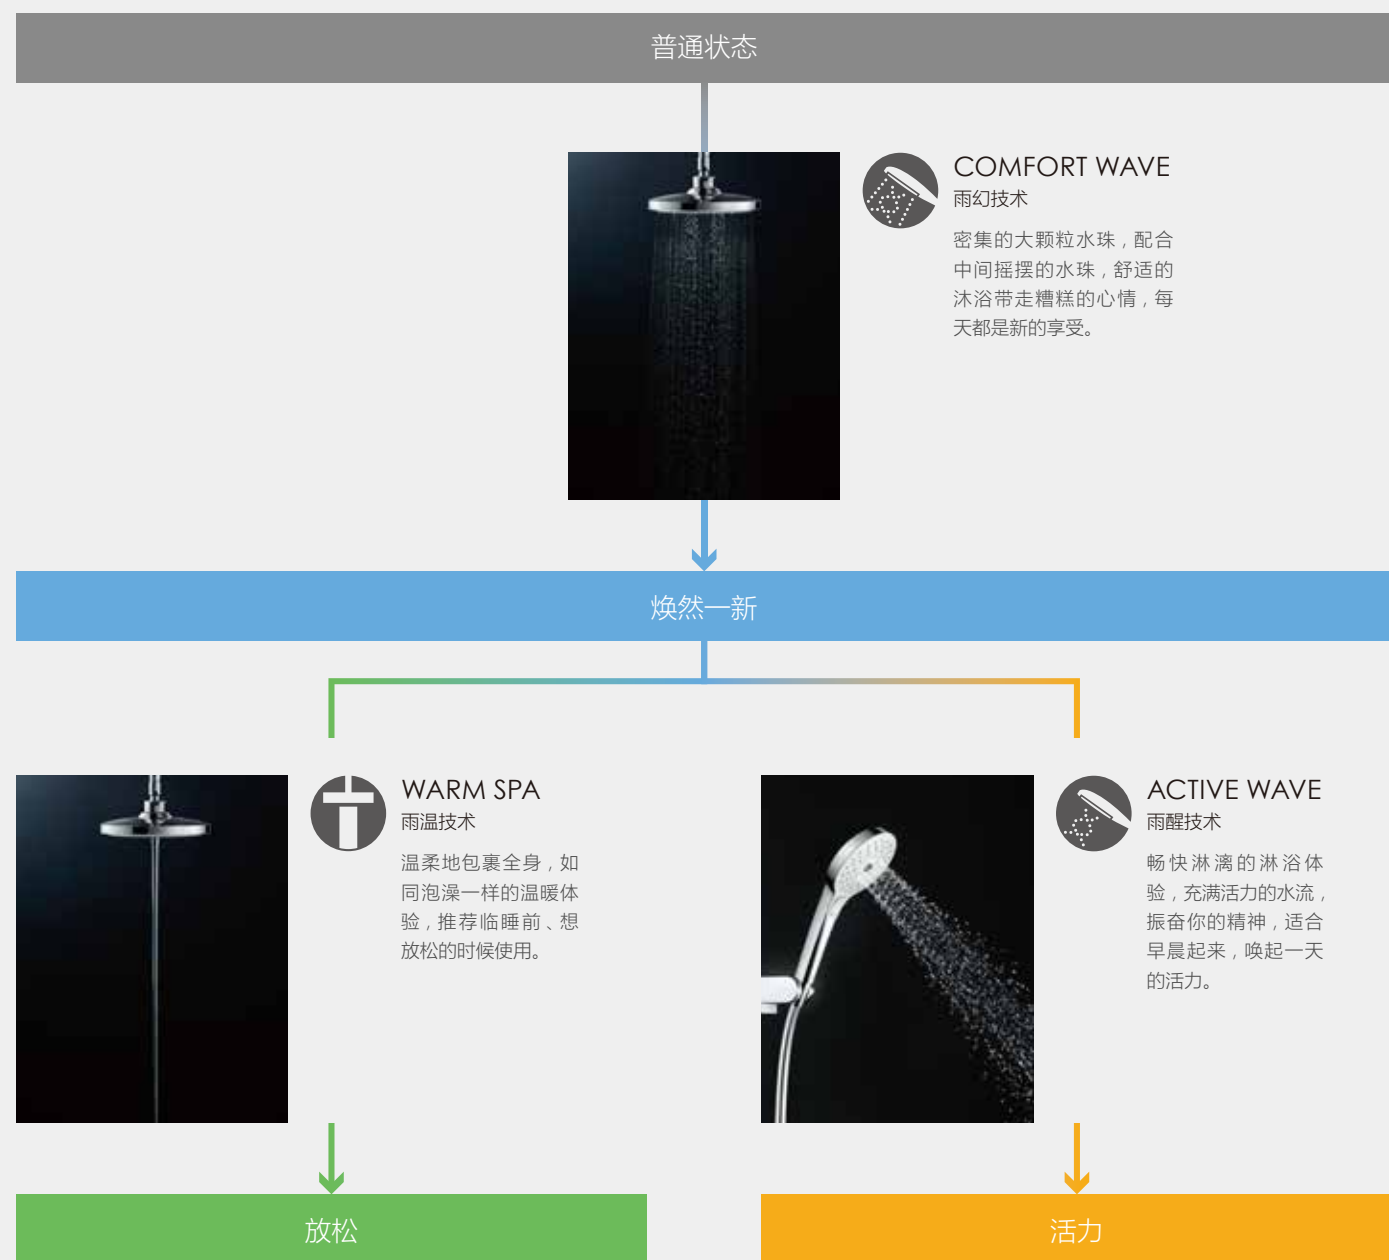 普通状态
COMFORT WAVE
雨幻技术
密集的大颗粒水珠，配合
中间摇摆的水珠，舒适的
沐浴带走糟糕的心情，每
天都是新的享受。
焕然一新
WARM SPA
雨温技术
温柔地包裹全身，如
同泡澡一样的温暖体
验，推荐临睡前、想
放松的时候使用。
ACTIVE WAVE
雨醒技术
畅快淋漓的淋浴体
验，充满活力的水流，
振奋你的精神，适合
早晨起来，唤起一天
的活力。
放松
活力